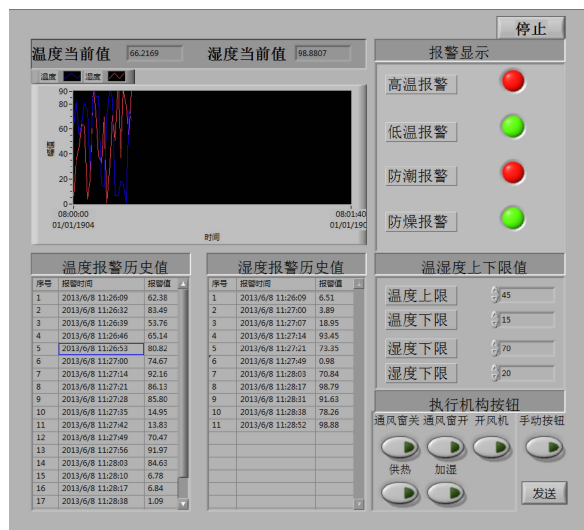 停止
温度当前值 66.2169 湿度当前值 98.8807
报警显示
温度 湿度
90
80
60
40
20
0
幅值
08:00:00
01/01/1904
08:01:40
01/01/190
时间
高温报警
低温报警
防潮报警
防燥报警
温度报警历史值
序号 报警时间 报警值
1 2013/6/8 11:26:09 62.38
2 2013/6/8 11:26:32 83.49
3 2013/6/8 11:26:39 53.76
4 2013/6/8 11:26:46 65.14
5 2013/6/8 11:26:53 80.82
6 2013/6/8 11:27:00 74.67
7 2013/6/8 11:27:14 92.16
8 2013/6/8 11:27:21 86.13
9 2013/6/8 11:27:28 85.80
10 2013/6/8 11:27:35 14.95
11 2013/6/8 11:27:42 13.83
12 2013/6/8 11:27:49 70.47
13 2013/6/8 11:27:56 91.97
14 2013/6/8 11:28:03 84.63
15 2013/6/8 11:28:10 6.78
16 2013/6/8 11:28:17 6.84
17 2013/6/8 11:28:38 1.09
湿度报警历史值
序号 报警时间 报警值
1 2013/6/8 11:26:09 6.51
2 2013/6/8 11:27:00 3.89
3 2013/6/8 11:27:07 18.95
4 2013/6/8 11:27:14 93.45
5 2013/6/8 11:27:21 73.35
6 2013/6/8 11:27:49 0.98
7 2013/6/8 11:28:03 70.84
8 2013/6/8 11:28:17 98.79
9 2013/6/8 11:28:31 91.63
10 2013/6/8 11:28:38 78.26
11 2013/6/8 11:28:52 98.88
温湿度上下限值
温度上限 45
温度下限 15
湿度下限 70
湿度下限 20
执行机构按钮
通风窗关 通风窗开 开风机 手动按钮
供热 加湿
发送